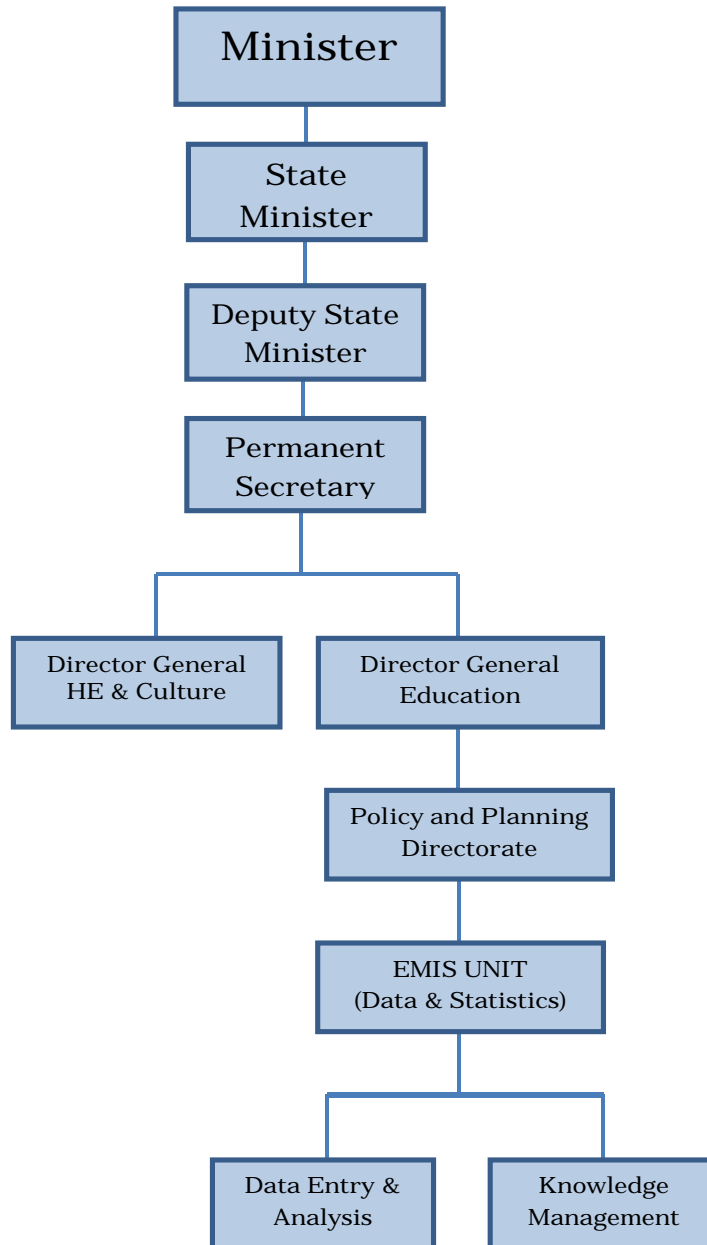 Minister
State
Minister
Deputy State
Minister
Permanent
Secretary
Director General
HE & Culture
Director General
Education
Policy and Planning
Directorate
EMIS UNIT
(Data & Statistics)
Data Entry &
Analysis
Knowledge
Management